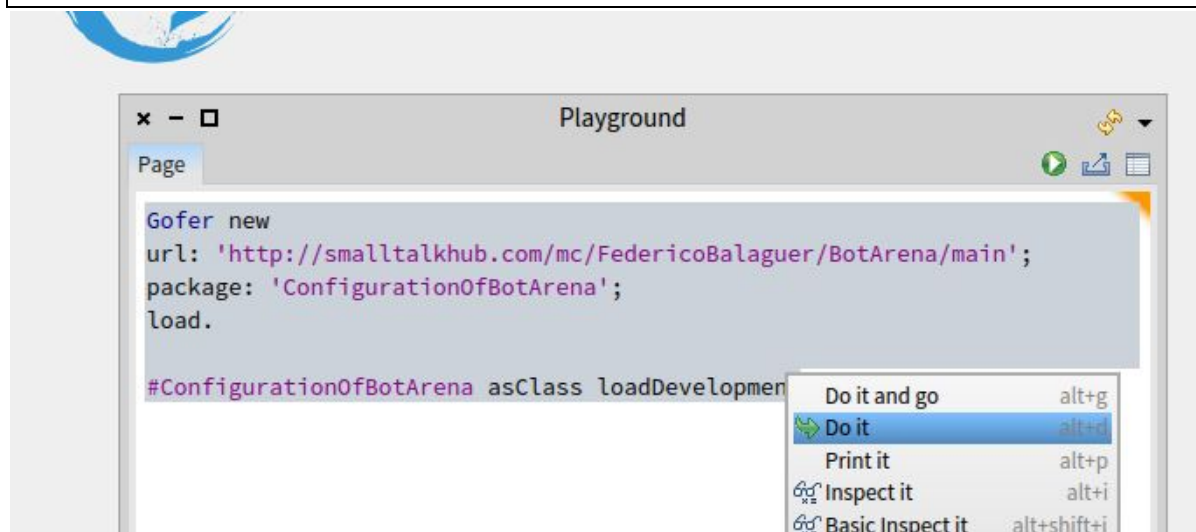 Playground
Page
Gofer new
url: 'http://smalltalkhub.com/mc/FedericoBalaguer/BotArena/main';
package: 'ConfigurationOfBotArena';
load.
#ConfigurationOfBotArena asClass loadDevelopmen
Do it and go alt+g
Do it alt+d
Print it alt+p
Inspect it alt+i
Basic Inspect it alt+shift+i